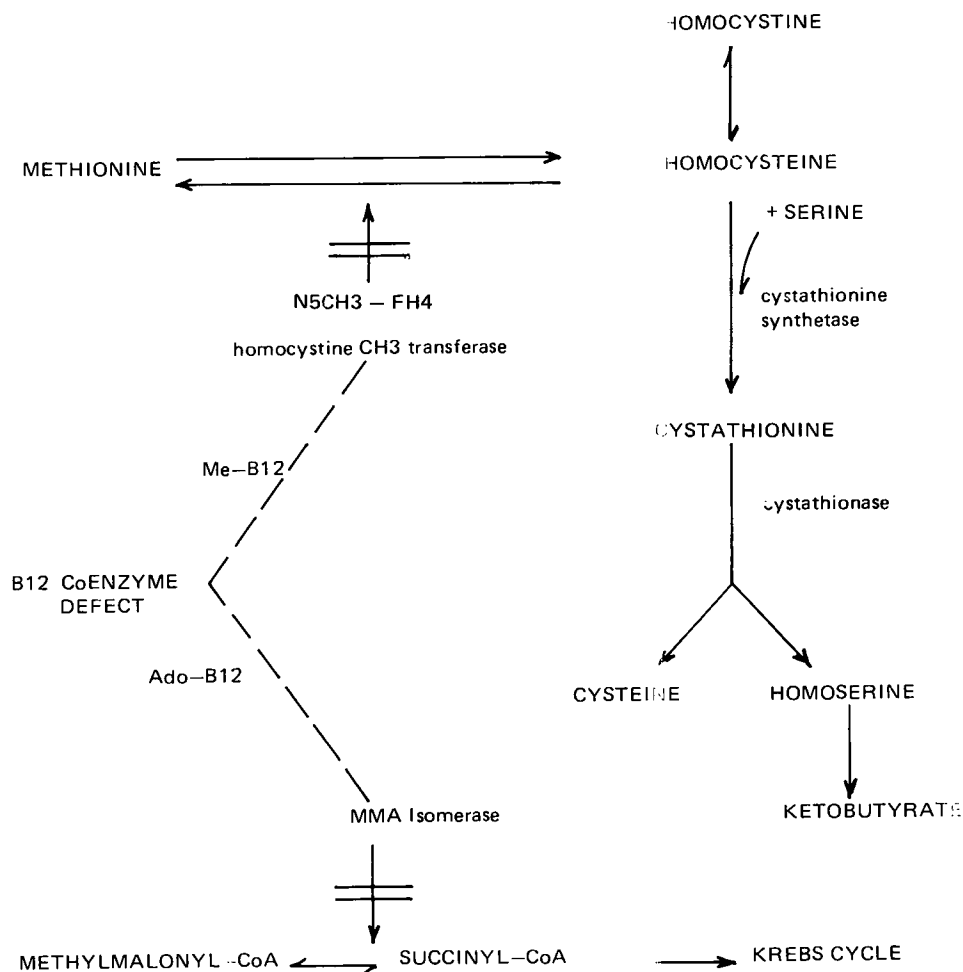 HOMOCYSTINE
METHIONINE
HOMOCYSTEINE
+ SERINE
cystathionine
synthetase
N5CH3 – FH4
homocystine CH3 transferase
CYSTATHIONINE
Me–B12
cystathionase
B12 CoENZYME
DEFECT
Ado–B12
CYSTEINE
HOMOSERINE
MMA Isomerase
KETOBUTYRATE
METHYLMALONYL–CoA
SUCCINYL–CoA
KREBS CYCLE